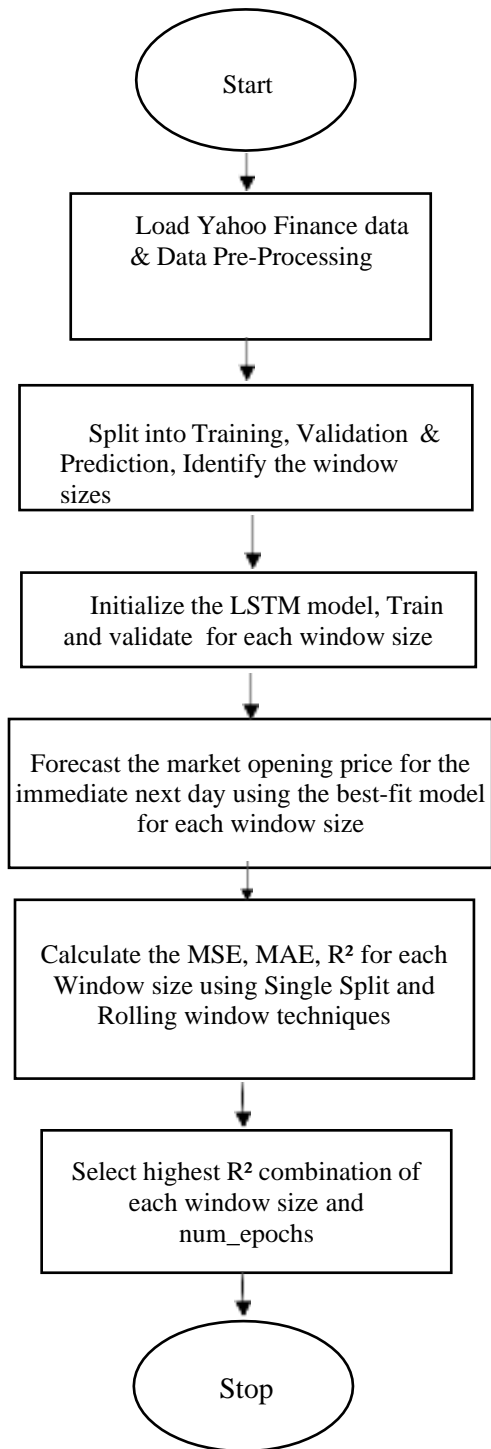 Start
Load Yahoo Finance data
& Data Pre-Processing
Split into Training, Validation &
Prediction, Identify the window
sizes
Initialize the LSTM model, Train
and validate for each window size
Forecast the market opening price for the
immediate next day using the best-fit model
for each window size
Calculate the MSE, MAE, R² for each
Window size using Single Split and
Rolling window techniques
Select highest R² combination of
each window size and
num_epochs
Stop